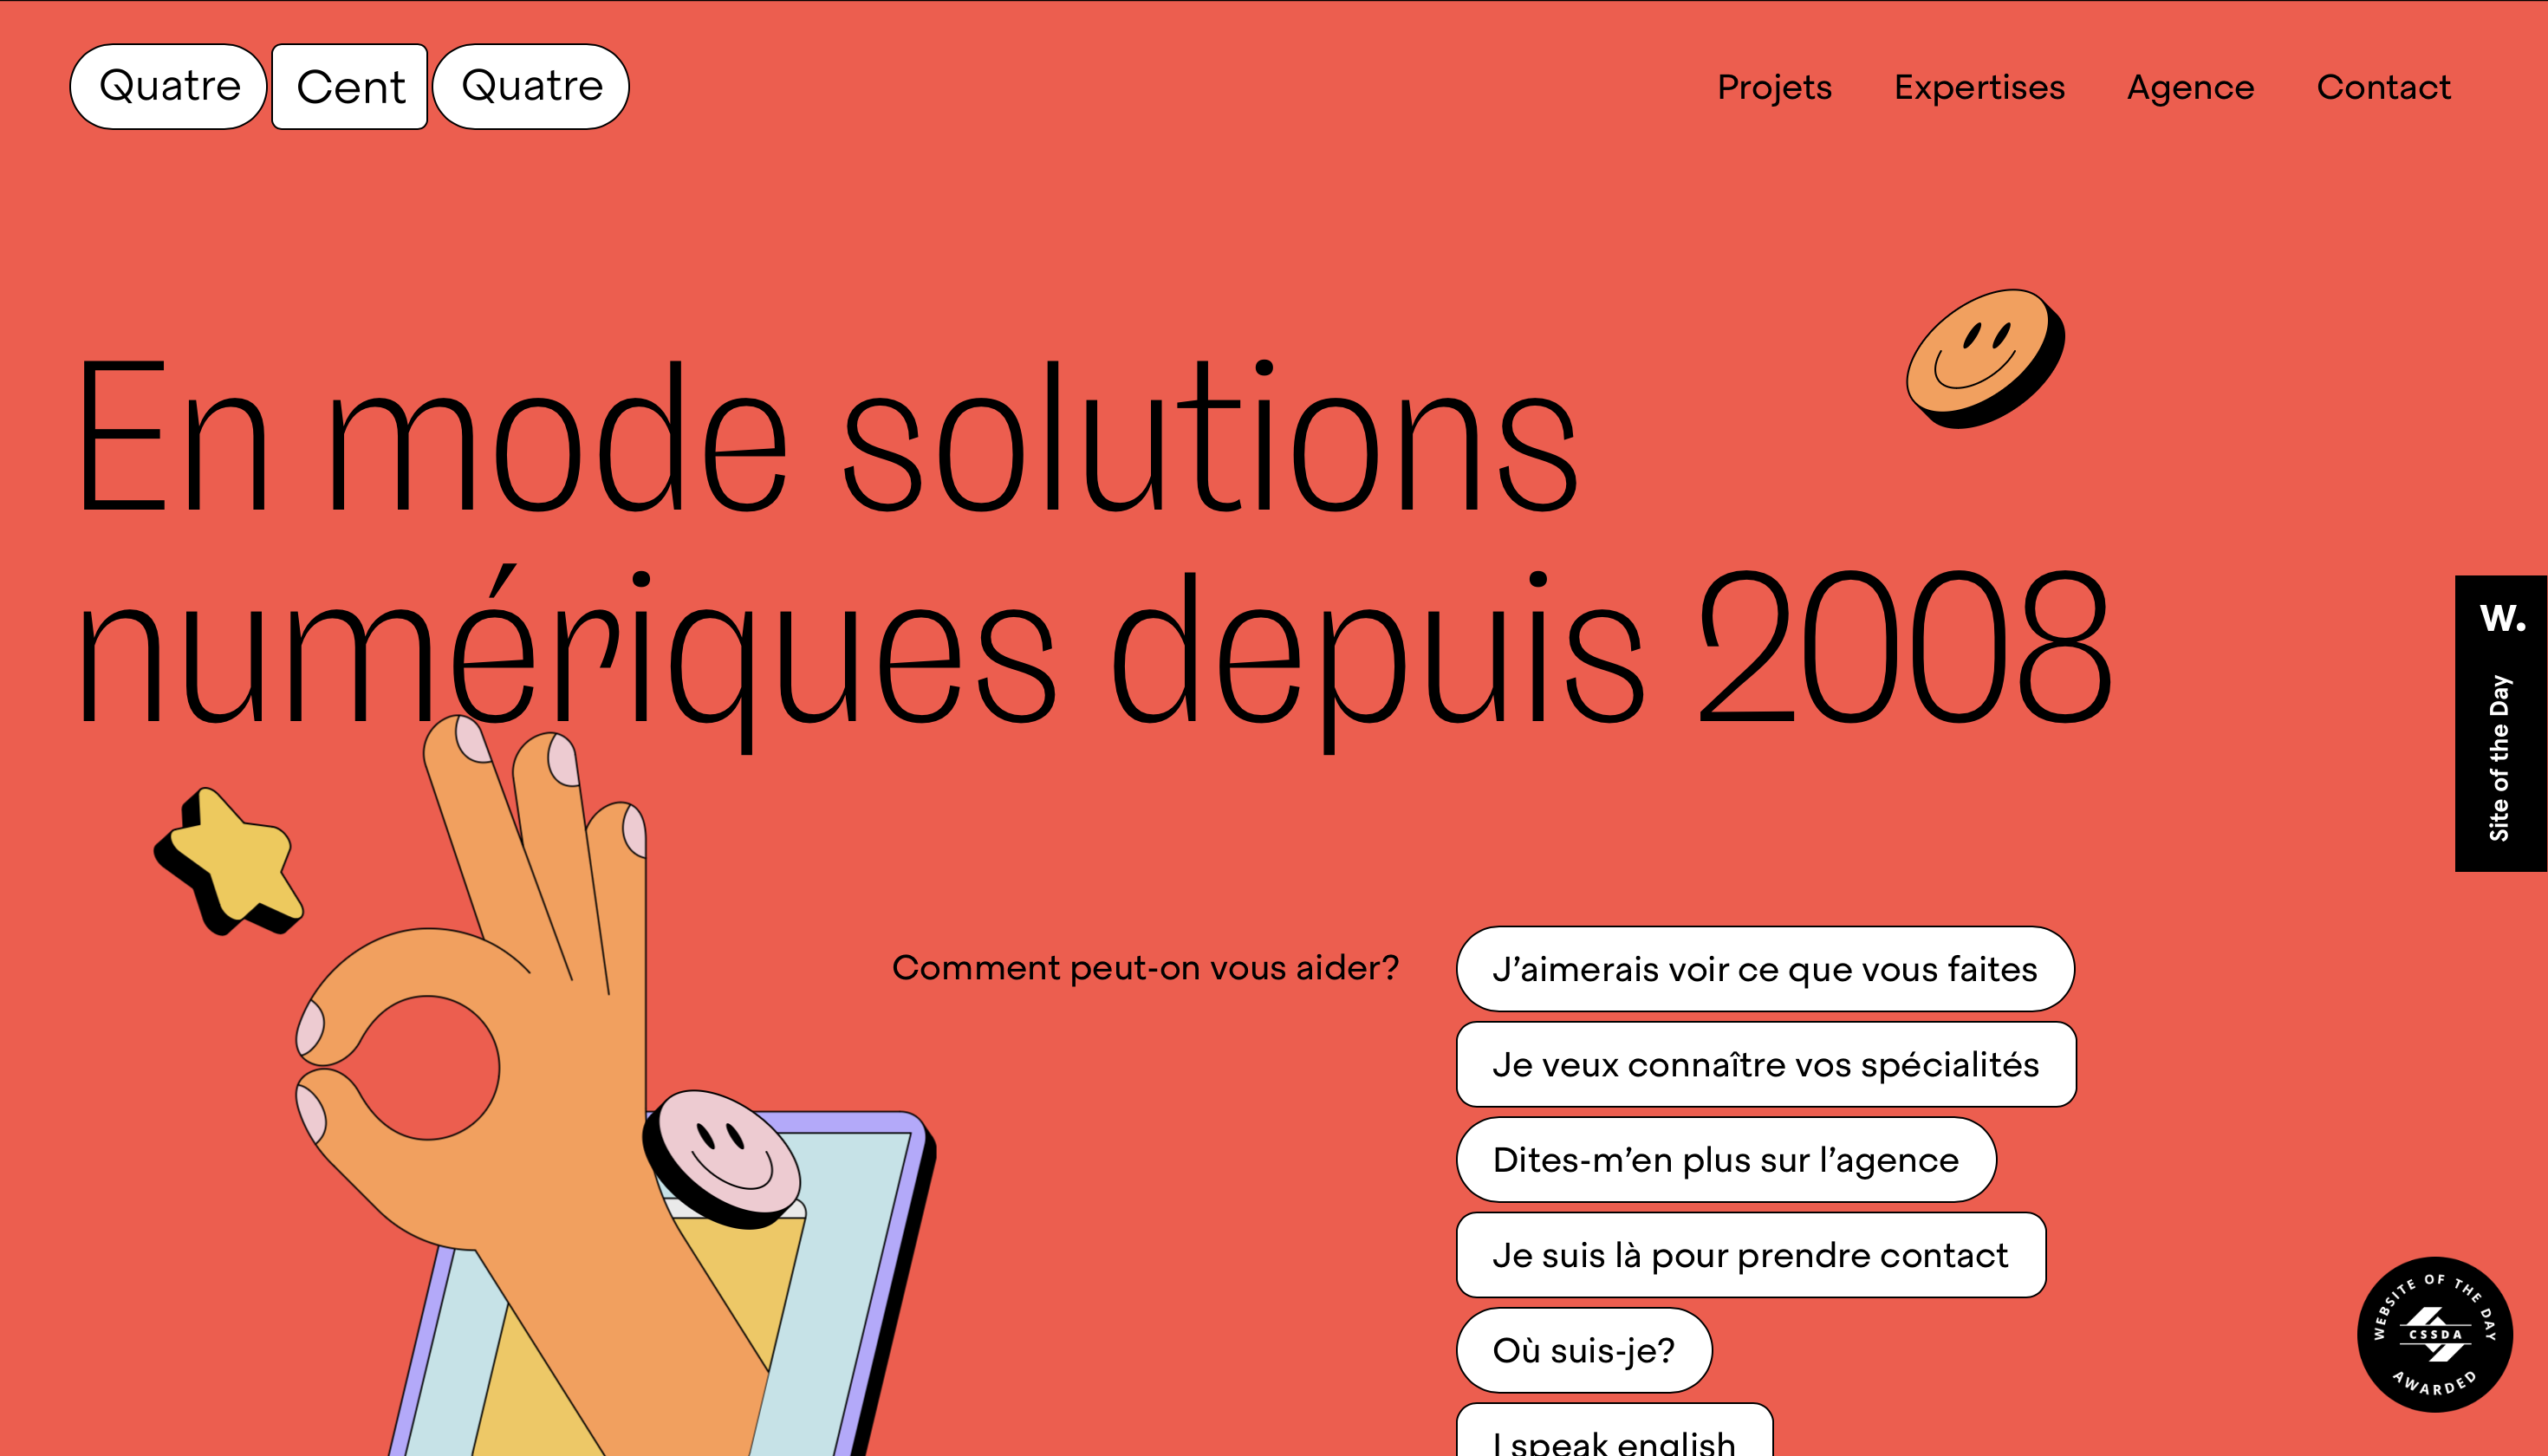 Quatre Cent Quatre
Projets Expertises Agence Contact
En mode solutions
numériques depuis 2008
W.
Site of the Day
Comment peut-on vous aider?
J’aimerais voir ce que vous faites
Je veux connaître vos spécialités
Dites-m’en plus sur l’agence
Je suis là pour prendre contact
Où suis-je?
I speak english
WEBSITE OF THE DAY
CSSDA
AWARDED